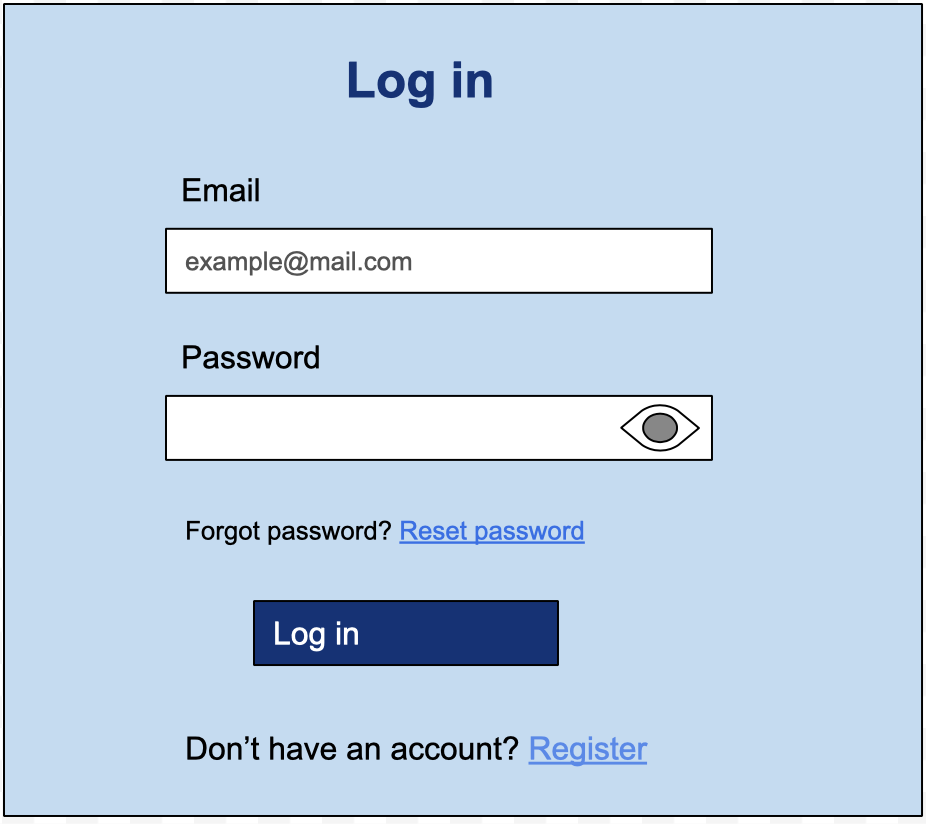 Log in
Email
example@mail.com
Password
Forgot password? Reset password
Log in
Don’t have an account? Register